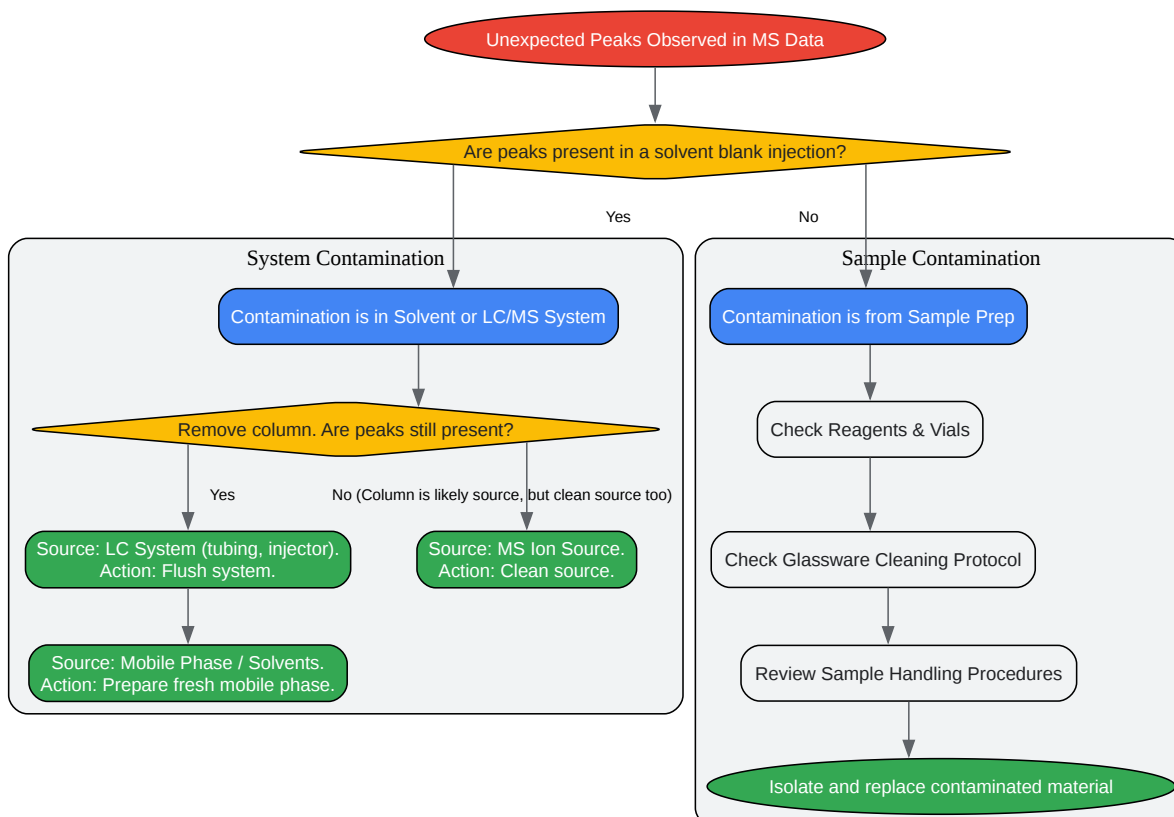 Unexpected Peaks Observed in MS Data
Are peaks present in a solvent blank injection?
Yes
No
System Contamination
Contamination is in Solvent or LC/MS System
Remove column. Are peaks still present?
Yes
No (Column is likely source, but clean source too)
Source: LC System (tubing, injector).
Action: Flush system.
Source: MS Ion Source.
Action: Clean source.
Source: Mobile Phase / Solvents.
Action: Prepare fresh mobile phase.
Sample Contamination
Contamination is from Sample Prep
Check Reagents & Vials
Check Glassware Cleaning Protocol
Review Sample Handling Procedures
Isolate and replace contaminated material